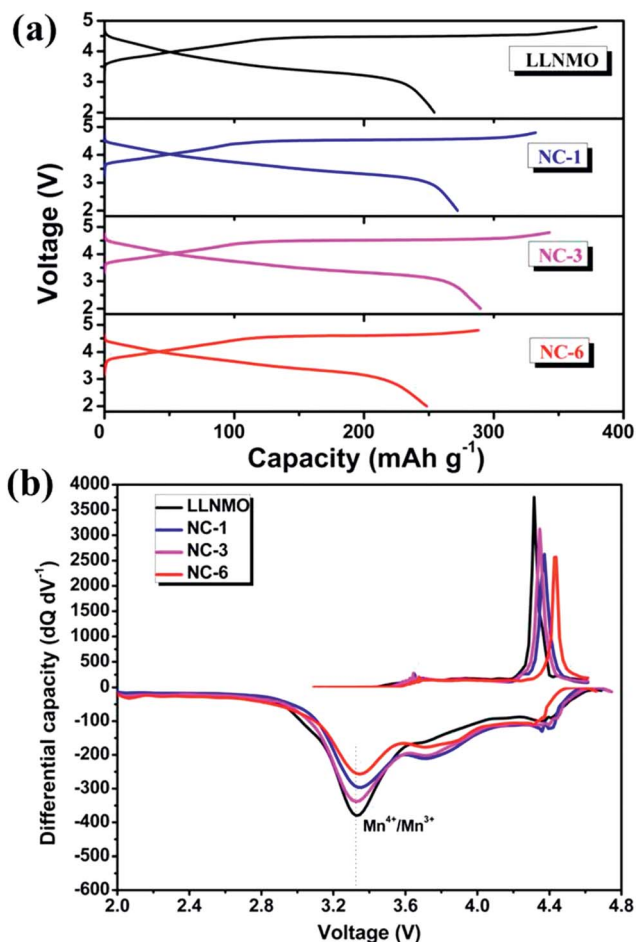 (a)
5
4
3
2
LLNMO
5
4
3
2
NC-1
5
4
3
2
NC-3
5
4
3
2
NC-6
Voltage (V)
0 100 200 300 400
Capacity (mAh g⁻¹)
(b)
4000
3500
3000
2500
2000
1500
1000
500
0
-100
-200
-300
-400
-500
-600
Differential capacity (dQ dV⁻¹)
LLNMO
NC-1
NC-3
NC-6
Mn⁴⁺/Mn³⁺
2.0 2.4 2.8 3.2 3.6 4.0 4.4 4.8
Voltage (V)